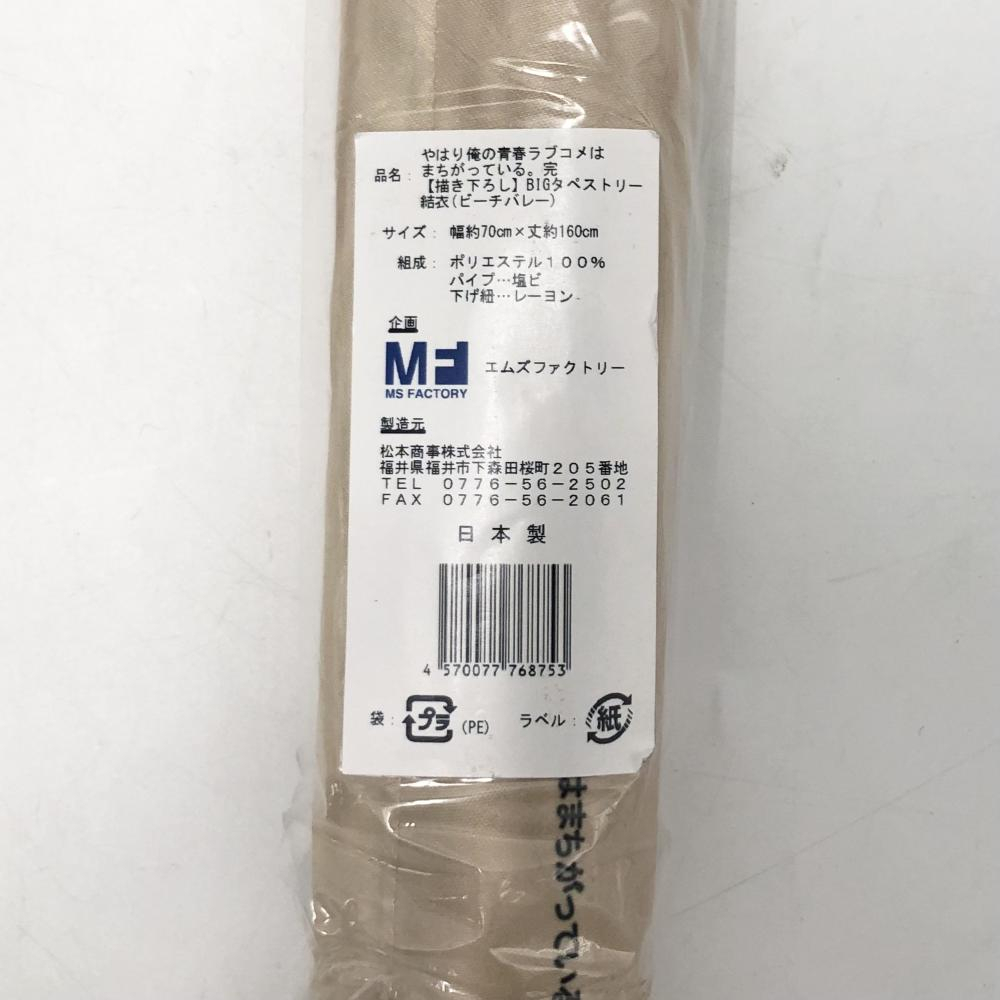 品名： やはり俺の青春ラブコメは
まちがっている。完
【描き下ろし】BIGタペストリー
結衣(ビーチバレー)
サイズ： 幅約70cm×丈約160cm
組成： ポリエステル１００％
パイプ…塩ビ
下げ紐…レーヨン
企画
MF
MS FACTORY
エムズファクトリー
製造元
松本商事株式会社
福井県福井市下森田桜町２０５番地
ＴＥＬ ０７７６－５６－２５０２
ＦＡＸ ０７７６－５６－２０６１
日本製
4 570077 768753
袋： プラ (PE) ラベル： 紙
はまちがっている